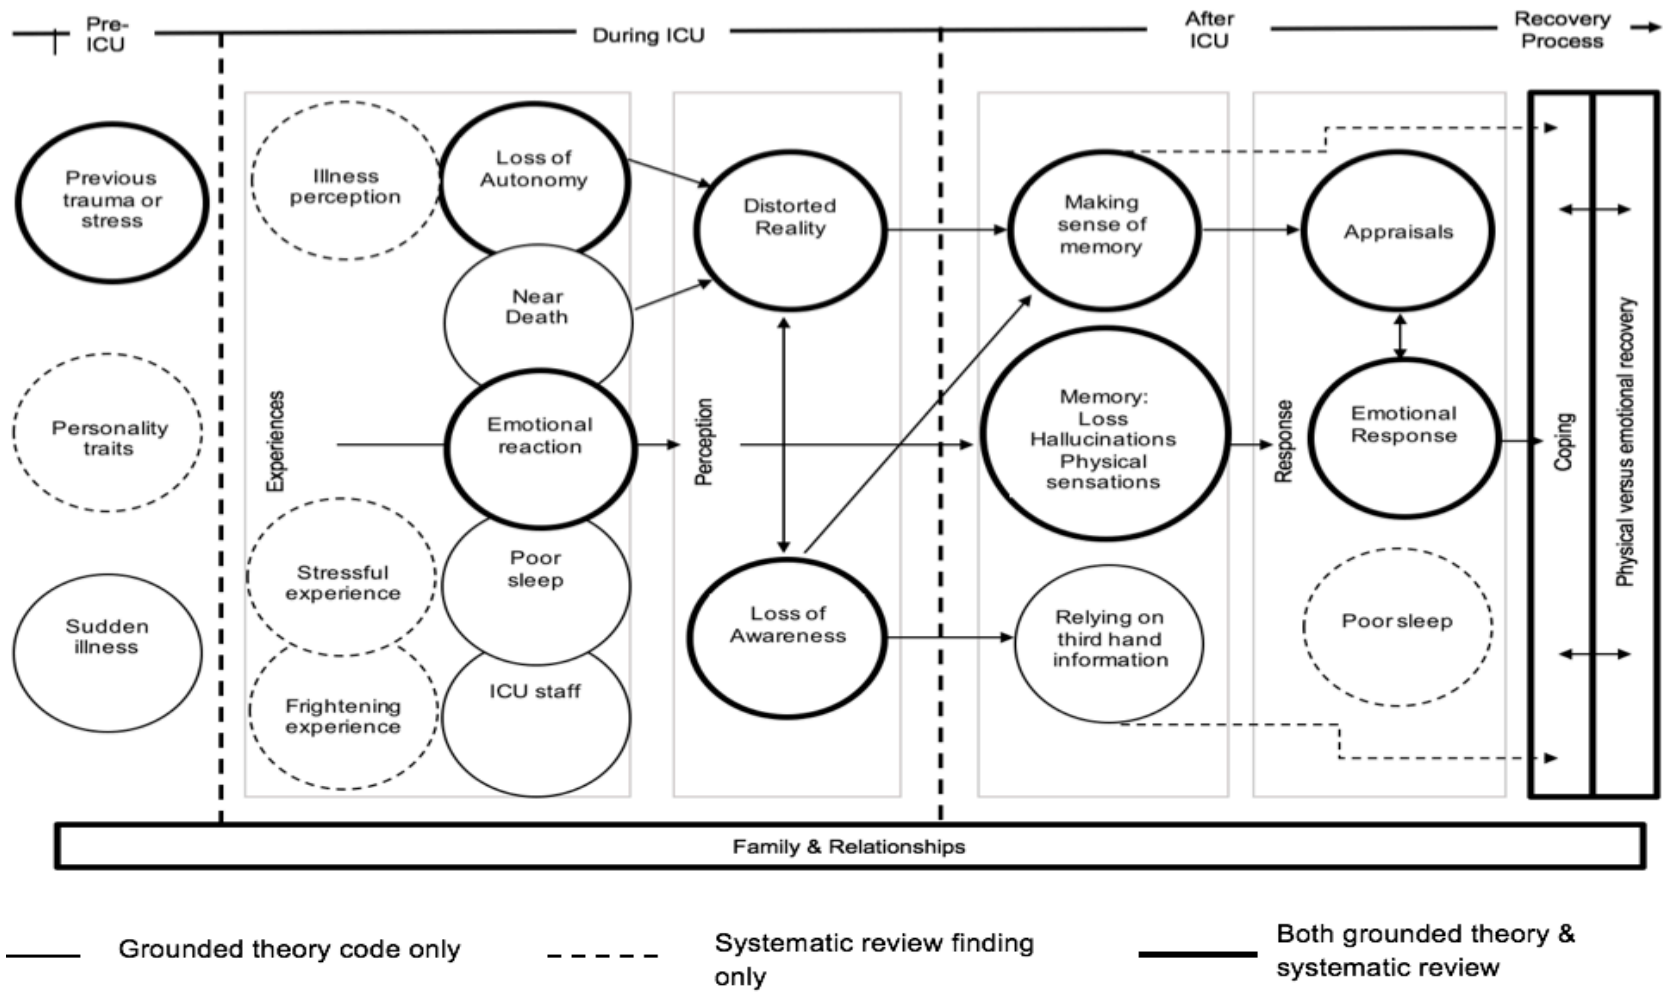 Pre-
ICU
During ICU
After
ICU
Recovery
Process
Previous
trauma or
stress
Personality
traits
Sudden
illness
Experiences
Illness
perception
Loss of
Autonomy
Near
Death
Emotional
reaction
Stressful
experience
Poor
sleep
Frightening
experience
ICU staff
Perception
Distorted
Reality
Loss of
Awareness
Making
sense of
memory
Memory:
Loss
Hallucinations
Physical
sensations
Relying on
third hand
information
Response
Appraisals
Emotional
Response
Poor sleep
Coping
Physical versus emotional recovery
Family & Relationships
Grounded theory code only
Systematic review finding
only
Both grounded theory &
systematic review